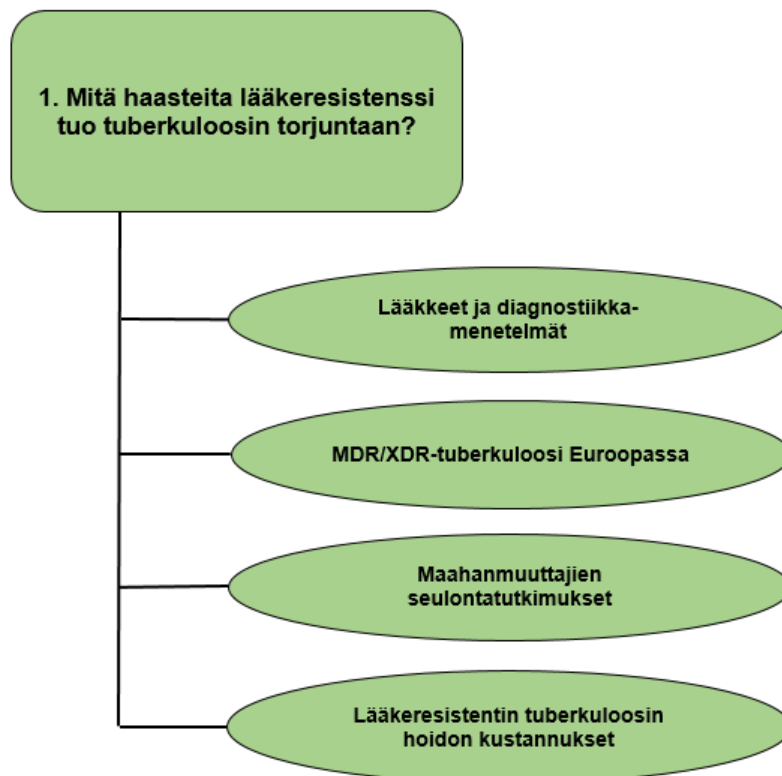 1. Mitä haasteita lääkeresistenssi
tuo tuberkuloosin torjuntaan?
Lääkkeet ja diagnostiikka-
menetelmät
MDR/XDR-tuberkuloosi Euroopassa
Maahanmuuttajien
seulontatutkimukset
Lääkeresistentin tuberkuloosin
hoidon kustannukset